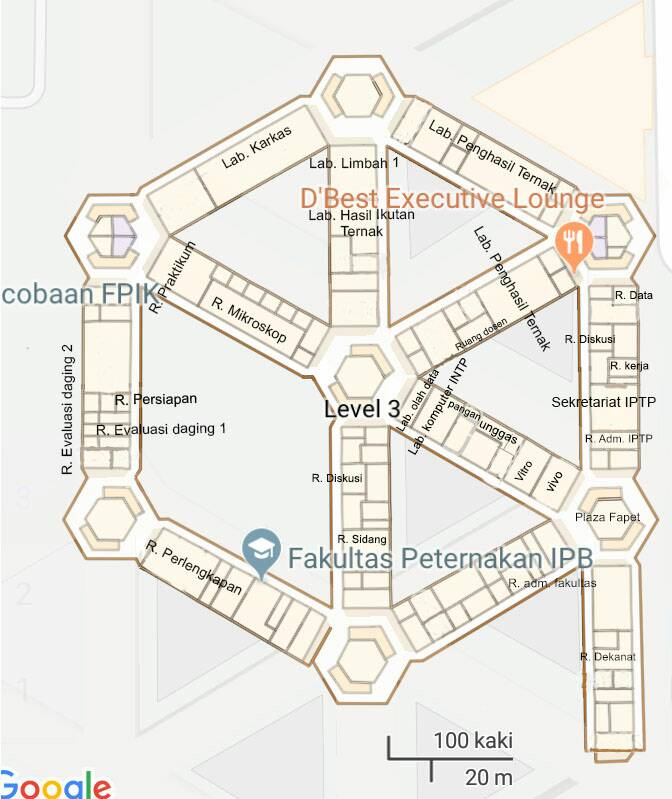 Lab. Karkas
Lab. Penghasil Ternak
Lab. Limbah 1
D'Best Executive Lounge
Lab. Hasil Ikutan
Ternak
R. Praktikum
Lab. Penghasil Ternak
cobaan FPIK
R. Data
R. Mikroskop
Ruang dosen
R. Diskusi
R. kerja
R. Evaluasi daging 2
R. Persiapan
Level 3
Lab. olah data
Lab. komputer INTP
pangan unggas
Sekretariat IPTP
R. Evaluasi daging 1
R. Adm. IPTP
R. Diskusi
Vitro
vivo
Plaza Fapet
R. Sidang
R. Perlengkapan
Fakultas Peternakan IPB
R. adm. fakultas
R. Dekanat
3
2
1
100 kaki
20 m
Google